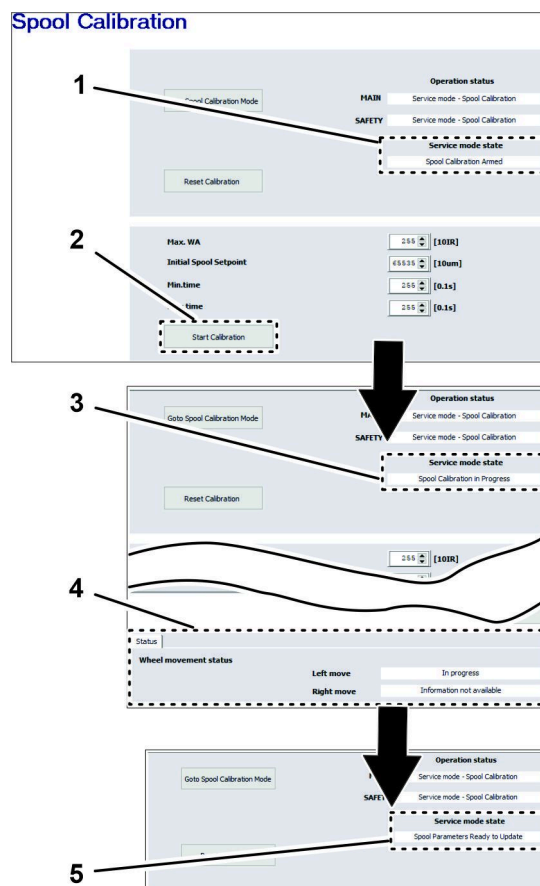 Spool Calibration
1
Operation status
Spool Calibration Mode
MAIN
Service mode - Spool Calibration
SAFETY
Service mode - Spool Calibration
Service mode state
Spool Calibration Armed
Reset Calibration
2
Max. WA
255
[10IR]
Initial Spool Setpoint
65535
[10um]
Min.time
255
[0.1s]
time
255
[0.1s]
Start Calibration
3
Operation status
Goto Spool Calibration Mode
Service mode - Spool Calibration
SAFETY
Service mode - Spool Calibration
Service mode state
Spool Calibration in Progress
Reset Calibration
255
[10IR]
4
Status
Wheel movement status
Left move
In progress
Right move
Information not available
Operation status
Goto Spool Calibration Mode
Service mode - Spool Calibration
Service mode - Spool Calibration
Service mode state
Spool Parameters Ready to Update
5